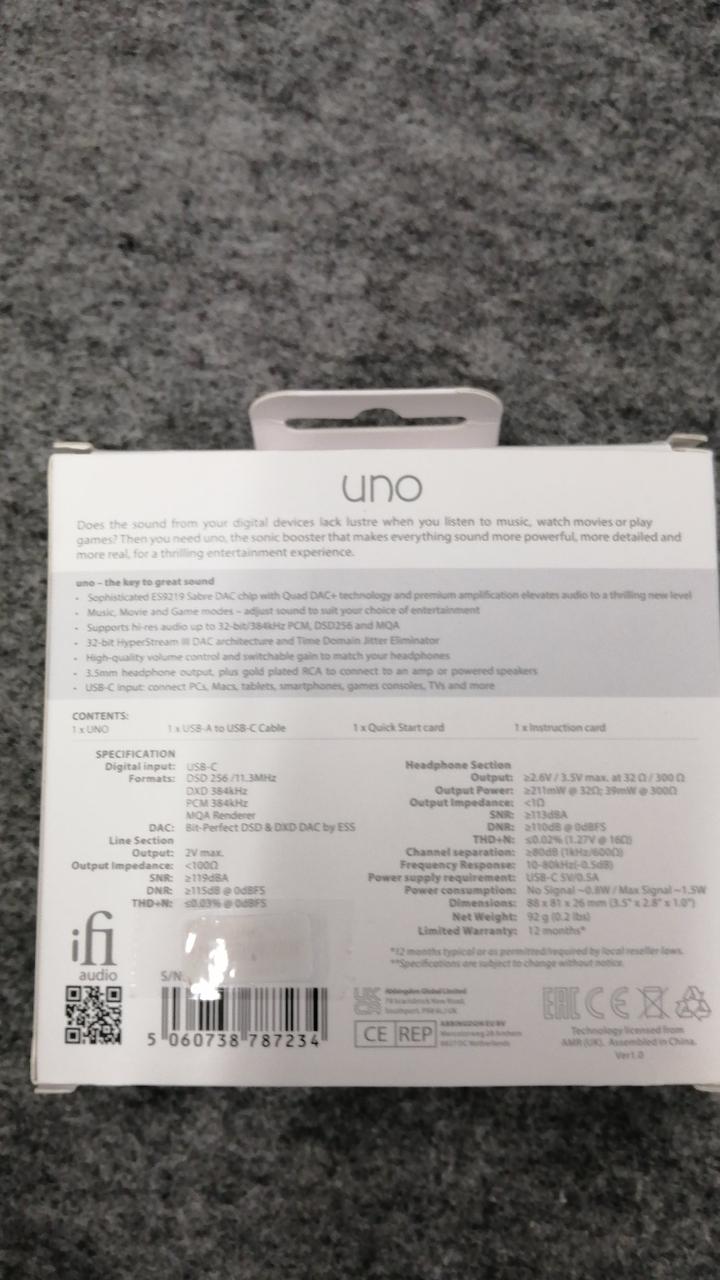 uno
Does the sound from your digital devices lack lustre when you listen to music, watch movies or play
games? Then you need uno, the sonic booster that makes everything sound more powerful, more detailed and
more real, for a thrilling entertainment experience.
uno – the key to great sound
• Sophisticated ES9219 Sabre DAC chip with Quad DAC+ technology and premium amplification elevates audio to a thrilling new level
• Music, Movie and Game modes – adjust sound to suit your choice of entertainment
• Supports hi-res audio up to 32-bit/384kHz PCM, DSD256 and MQA
• 32-bit HyperStream III DAC architecture and Time Domain Jitter Eliminator
• High-quality volume control and switchable gain to match your headphones
• 3.5mm headphone output, plus gold plated RCA to connect to an amp or powered speakers
• USB-C input: connect PCs, Macs, tablets, smartphones, games consoles, TVs and more
CONTENTS:
1 x UNO 1 x USB-A to USB-C Cable 1 x Quick Start card 1 x Instruction card
SPECIFICATION
Digital input: USB-C
Formats: DSD 256 /11.3MHz
DXD 384kHz
PCM 384kHz
MQA Renderer
DAC: Bit-Perfect DSD & DXD DAC by ESS
Line Section
Output: 2V max.
Output Impedance: <100Ω
SNR: ≥119dBA
DNR: ≥115dB @ 0dBFS
THD+N: ≤0.03% @ 0dBFS
Headphone Section
Output: ≥2.6V / 3.5V max. at 32 Ω / 300 Ω
Output Power: ≥211mW @ 32Ω; 39mW @ 300Ω
Output Impedance: <1Ω
SNR: ≥113dBA
DNR: ≥110dB @ 0dBFS
THD+N: ≤0.02% (1.27V @ 16Ω)
Channel separation: ≥80dB (1kHz/600Ω)
Frequency Response: 10-80kHz(-0.5dB)
Power supply requirement: USB-C 5V/0.5A
Power consumption: No Signal ~0.8W / Max Signal ~1.5W
Dimensions: 88 x 81 x 26 mm (3.5" x 2.8" x 1.0")
Net Weight: 92 g (0.2 lbs)
Limited Warranty: 12 months*
*12 months typical or as permitted/required by local reseller laws.
**Specifications are subject to change without notice.
ifi
audio
S/N:
5 060738 787234
UKCA
Abbingdon Global Limited
Southport, UK
CE REP
ABBINGDON EU BV
Netherlands
EAC CE
Technology licensed from
AMR (UK). Assembled in China.
Ver1.0